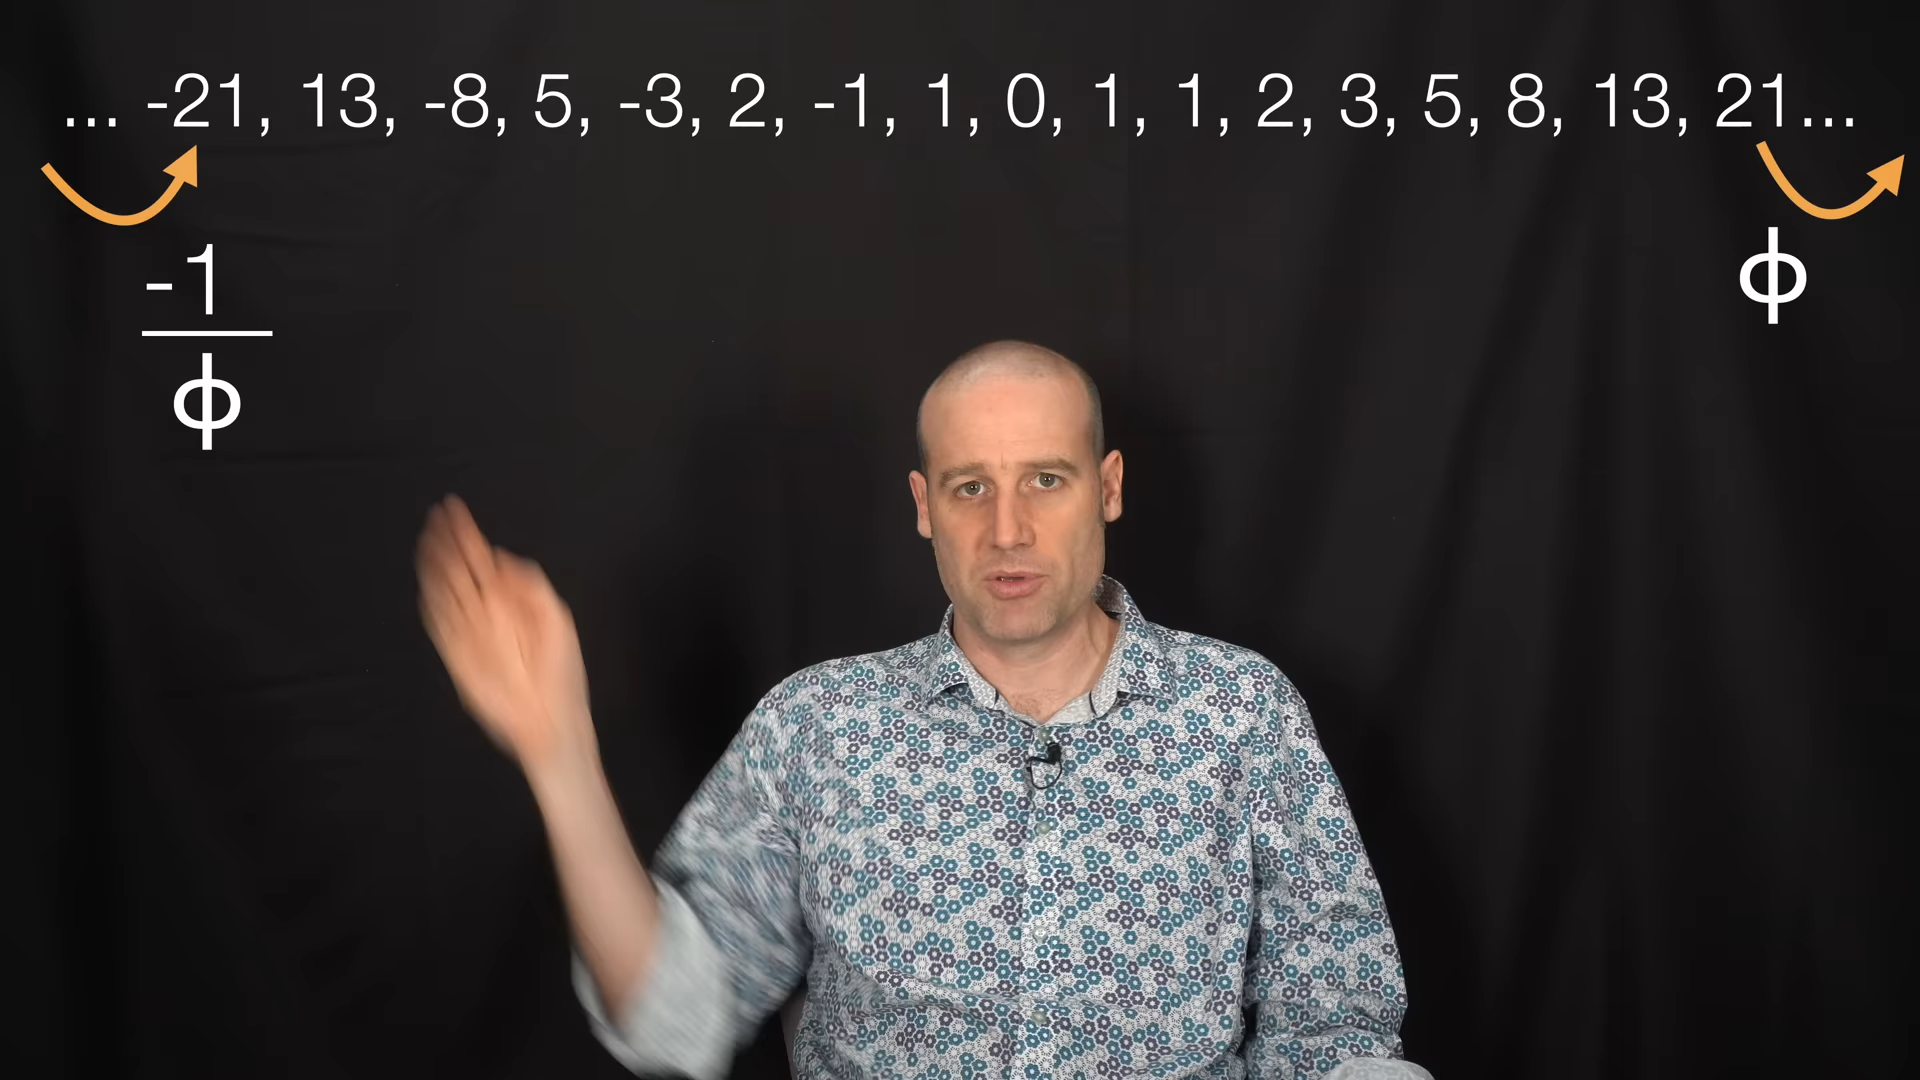 ... -21, 13, -8, 5, -3, 2, -1, 1, 0, 1, 1, 2, 3, 5, 8, 13, 21...
-1
ϕ
ϕ